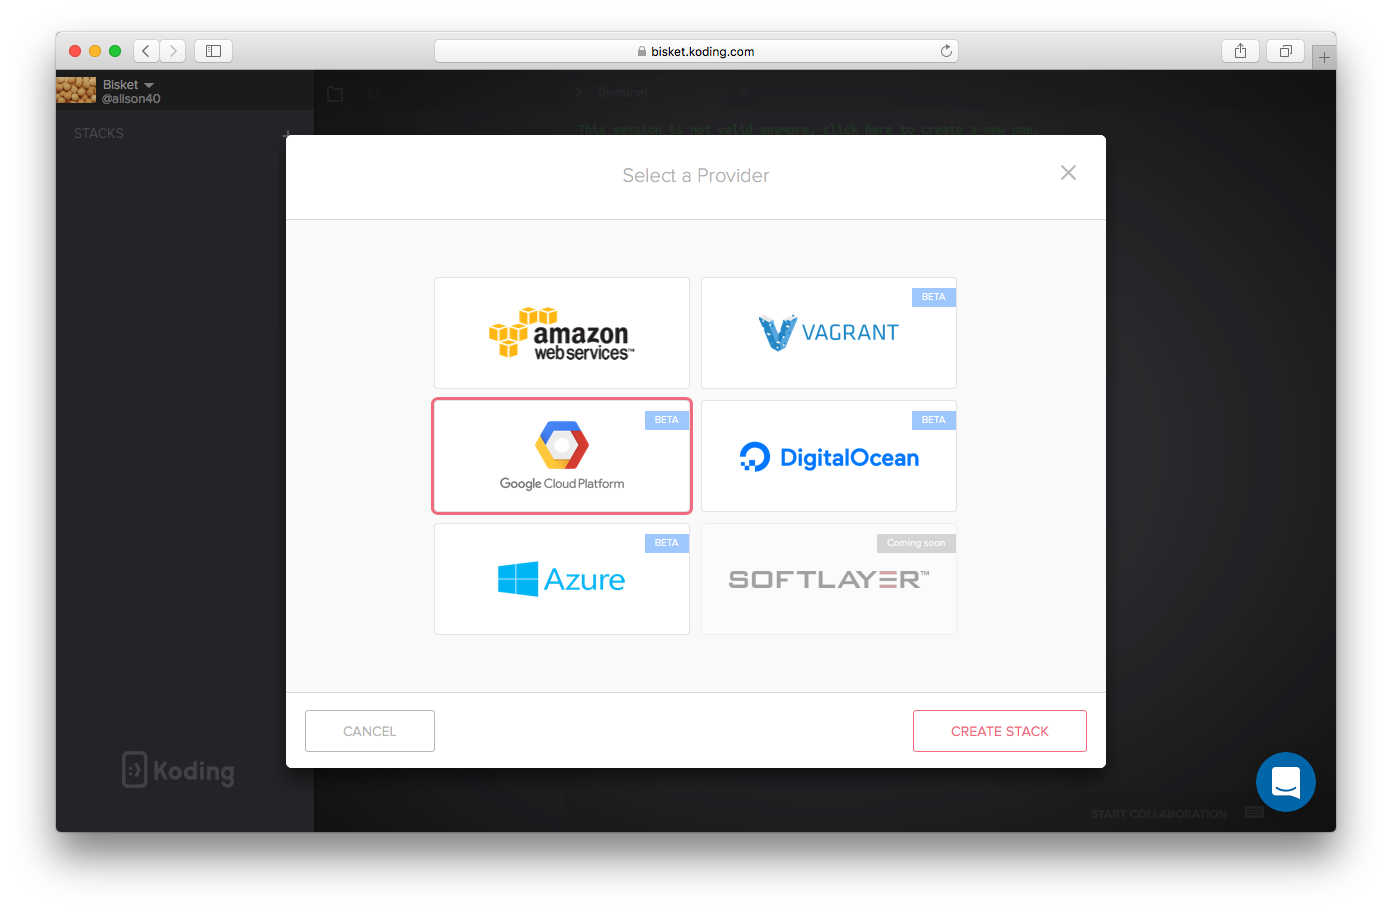 bisket.koding.com
Bisket
@alison40
Terminal
STACKS
This session is not valid anymore, click here to create a new one.
Select a Provider
amazon
web services™
BETA
VAGRANT
BETA
Google Cloud Platform
BETA
DigitalOcean
BETA
Azure
Coming soon
SOFTLAYER™
CANCEL
CREATE STACK
:) Koding
START COLLABORATION